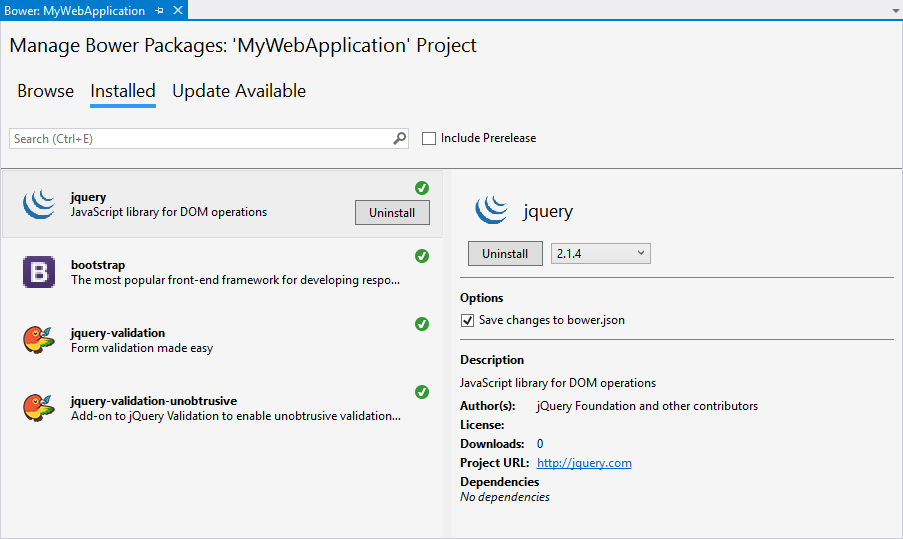 Bower: MyWebApplication
Manage Bower Packages: 'MyWebApplication' Project
Browse Installed Update Available
Search (Ctrl+E)
Include Prerelease
jquery
JavaScript library for DOM operations
Uninstall
B
bootstrap
The most popular front-end framework for developing respo...
jquery-validation
Form validation made easy
jquery-validation-unobtrusive
Add-on to jQuery Validation to enable unobtrusive validation...
jquery
Uninstall 2.1.4
Options
Save changes to bower.json
Description
JavaScript library for DOM operations
Author(s): jQuery Foundation and other contributors
License:
Downloads: 0
Project URL: http://jquery.com
Dependencies
No dependencies